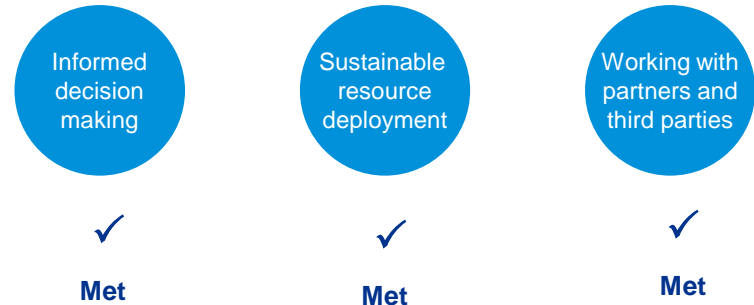 Informed
decision
making
Sustainable
resource
deployment
Working with
partners and
third parties
✓
✓
✓
Met
Met
Met